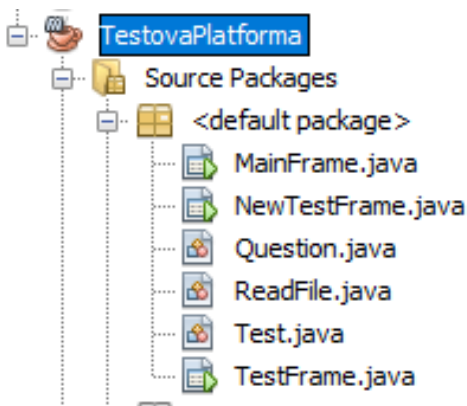 TestovaPlatforma
Source Packages
<default package>
MainFrame.java
NewTestFrame.java
Question.java
ReadFile.java
Test.java
TestFrame.java